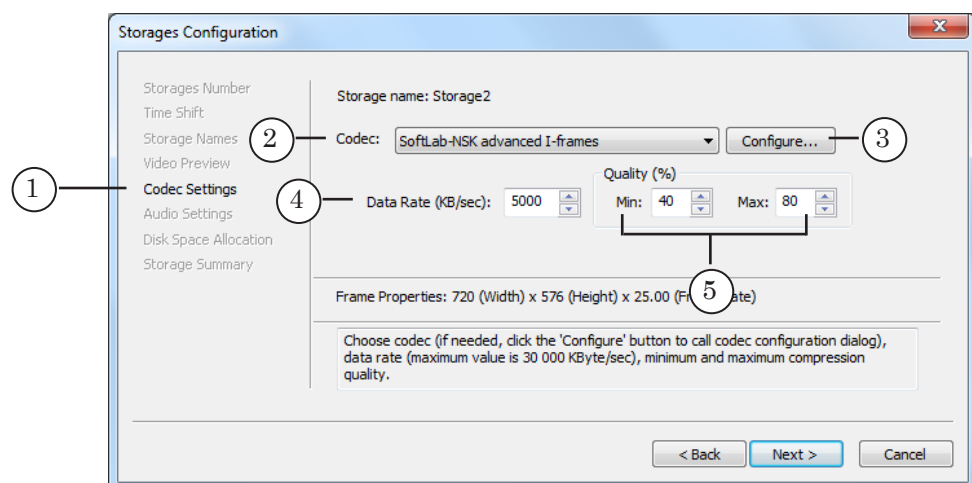 Storages Configuration
x
Storages Number
Time Shift
Storage Names
Video Preview
Codec Settings
Audio Settings
Disk Space Allocation
Storage Summary
1
Storage name: Storage2
2
Codec: SoftLab-NSK advanced I-frames Configure...
3
Quality (%)
4
Data Rate (KB/sec): 5000 Min: 40 Max: 80
5
Frame Properties: 720 (Width) x 576 (Height) x 25.00 (F ate)
Choose codec (if needed, click the 'Configure' button to call codec configuration dialog),
data rate (maximum value is 30 000 KByte/sec), minimum and maximum compression
quality.
< Back Next > Cancel